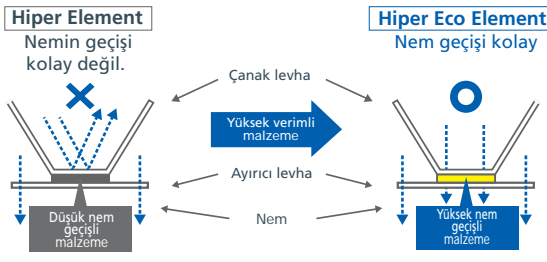 Hiper Element
Nemin geçişi
kolay değil.
Düşük nem
geçişli
malzeme
Çanak levha
Yüksek verimli
malzeme
Ayırıcı levha
Nem
Hiper Eco Element
Nem geçişi kolay
Yüksek nem
geçişli
malzeme